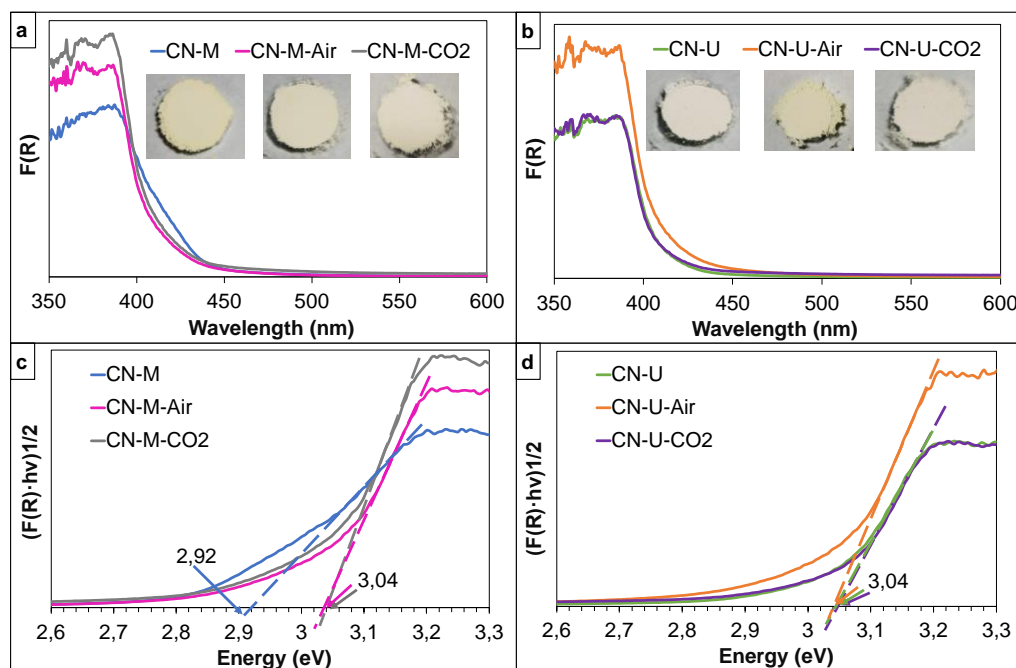 a
CN-M CN-M-Air CN-M-CO2
F(R)
350 400 450 500 550 600
Wavelength (nm)
b
CN-U CN-U-Air CN-U-CO2
F(R)
350 400 450 500 550 600
Wavelength (nm)
c
CN-M
CN-M-Air
CN-M-CO2
(F(R)·hv)1/2
2,92
3,04
2,6 2,7 2,8 2,9 3 3,1 3,2 3,3
Energy (eV)
d
CN-U
CN-U-Air
CN-U-CO2
(F(R)·hv)1/2
3,04
2,6 2,7 2,8 2,9 3 3,1 3,2 3,3
Energy (eV)